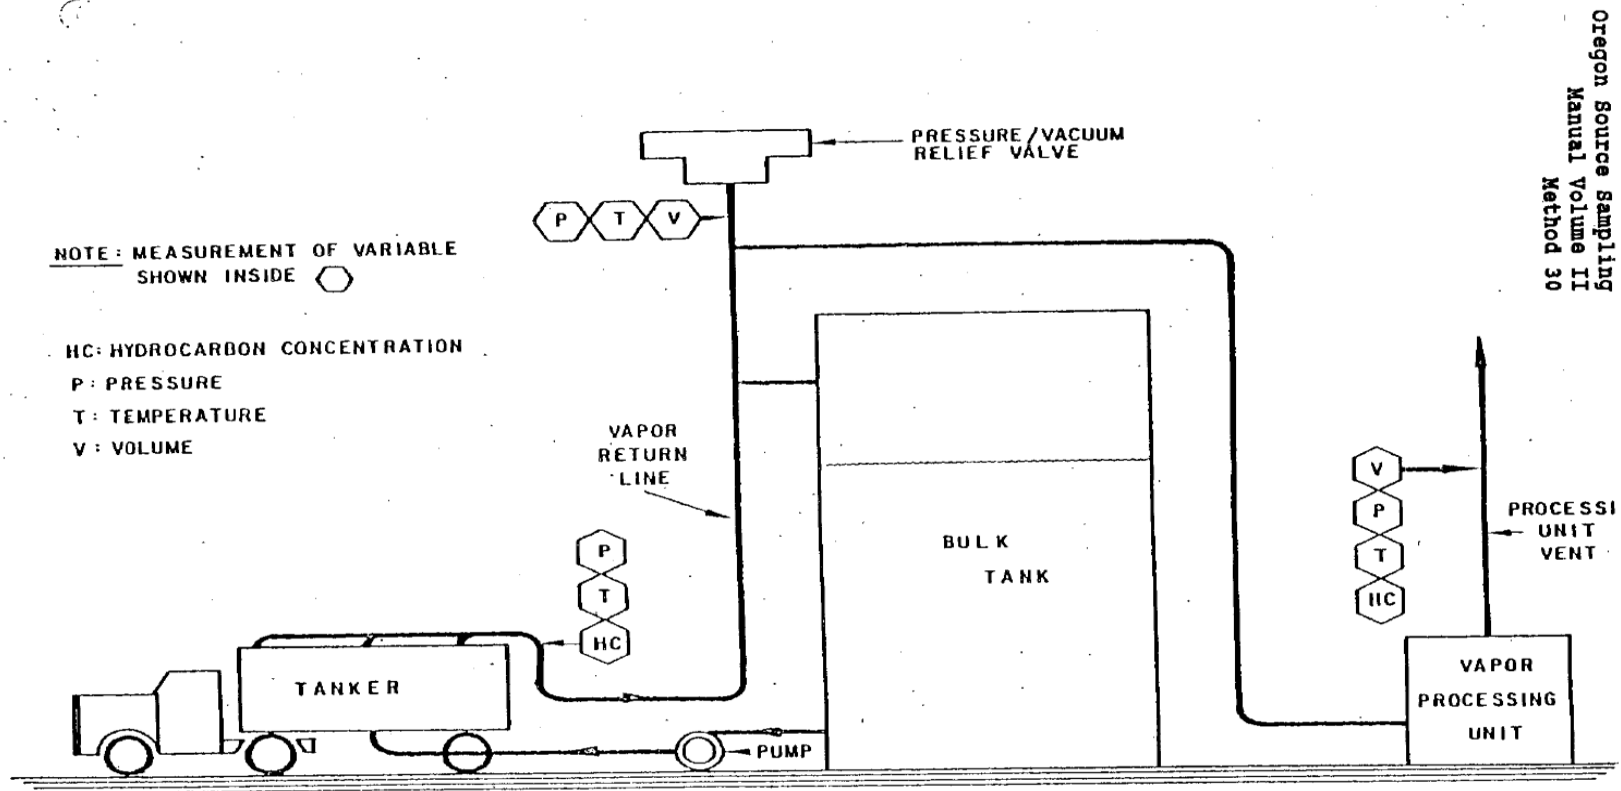 Oregon Source Sampling
Manual Volume II
Method 30
PRESSURE/VACUUM
RELIEF VALVE
P T V
NOTE: MEASUREMENT OF VARIABLE
SHOWN INSIDE
HC: HYDROCARBON CONCENTRATION
P: PRESSURE
T: TEMPERATURE
V: VOLUME
VAPOR
RETURN
LINE
P
T
HC
BULK
TANK
V
P
T
HC
PROCESSI
UNIT
VENT
TANKER
PUMP
VAPOR
PROCESSING
UNIT